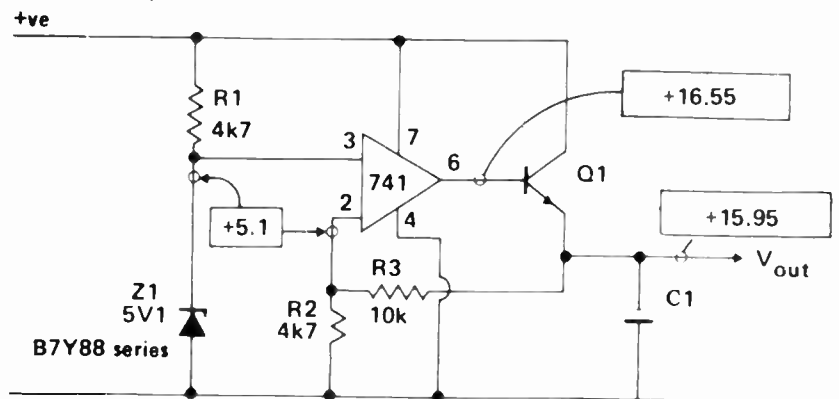 +ve
R1
4k7
3
7
6
+16.55
741
Q1
2
4
+5.1
+15.95
Vout
R3
10k
Z1
5V1
R2
4k7
C1
B7Y88 series